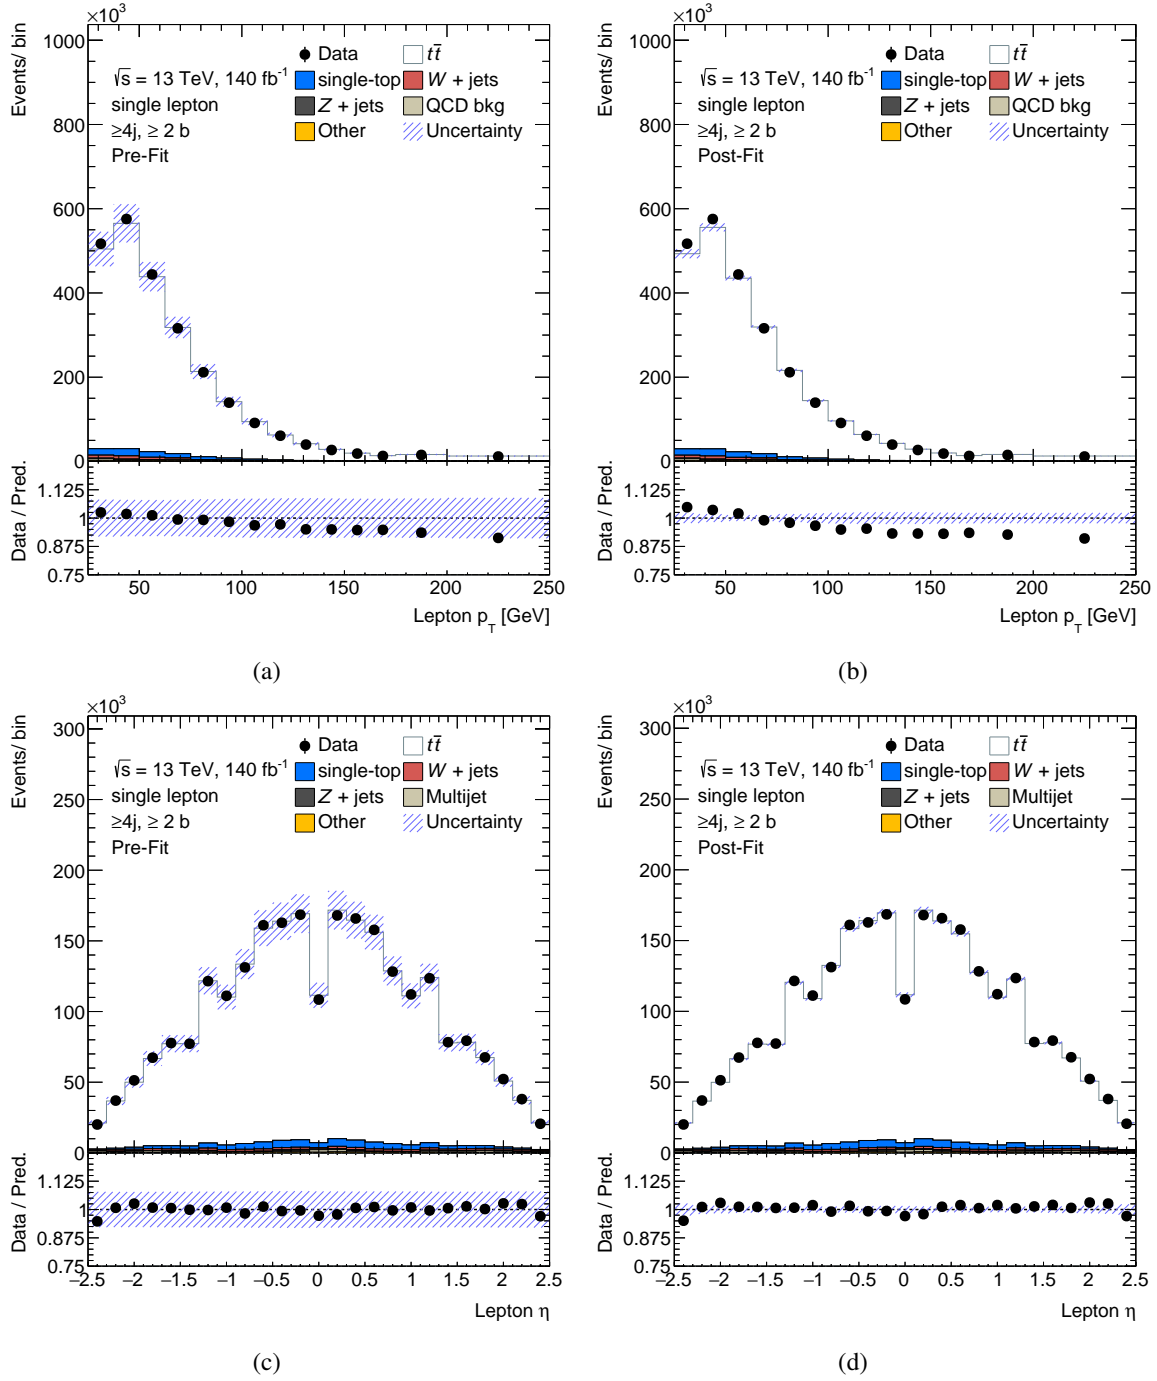 ×10³
Events/ bin
1000
800
600
400
200
0
√s = 13 TeV, 140 fb⁻¹
single lepton
≥4j, ≥ 2 b
Pre-Fit
Data
tt̄
single-top
W + jets
Z + jets
QCD bkg
Other
Uncertainty
Data / Pred.
1.125
1
0.875
0.75
50 100 150 200 250
Lepton p_T [GeV]
(a)
×10³
Events/ bin
1000
800
600
400
200
0
√s = 13 TeV, 140 fb⁻¹
single lepton
≥4j, ≥ 2 b
Post-Fit
Data
tt̄
single-top
W + jets
Z + jets
QCD bkg
Other
Uncertainty
Data / Pred.
1.125
1
0.875
0.75
50 100 150 200 250
Lepton p_T [GeV]
(b)
×10³
Events/ bin
300
250
200
150
100
50
0
√s = 13 TeV, 140 fb⁻¹
single lepton
≥4j, ≥ 2 b
Pre-Fit
Data
tt̄
single-top
W + jets
Z + jets
Multijet
Other
Uncertainty
Data / Pred.
1.125
1
0.875
0.75
−2.5 −2 −1.5 −1 −0.5 0 0.5 1 1.5 2 2.5
Lepton η
(c)
×10³
Events/ bin
300
250
200
150
100
50
0
√s = 13 TeV, 140 fb⁻¹
single lepton
≥4j, ≥ 2 b
Post-Fit
Data
tt̄
single-top
W + jets
Z + jets
Multijet
Other
Uncertainty
Data / Pred.
1.125
1
0.875
0.75
−2.5 −2 −1.5 −1 −0.5 0 0.5 1 1.5 2 2.5
Lepton η
(d)